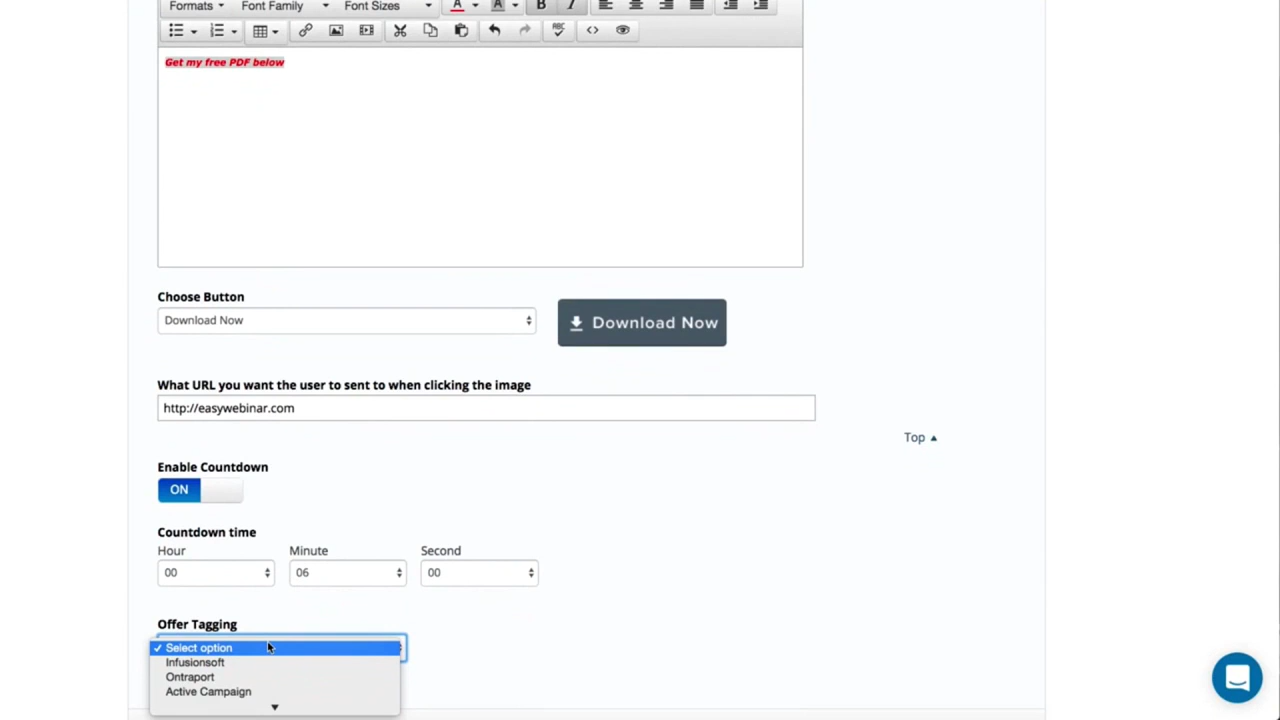 Formats Font Family Font Sizes A A B I
ABC
Get my free PDF below
Choose Button
Download Now
Download Now
What URL you want the user to sent to when clicking the image
http://easywebinar.com
Top
Enable Countdown
ON
Countdown time
Hour Minute Second
00 06 00
Offer Tagging
Select option
Infusionsoft
Ontraport
Active Campaign